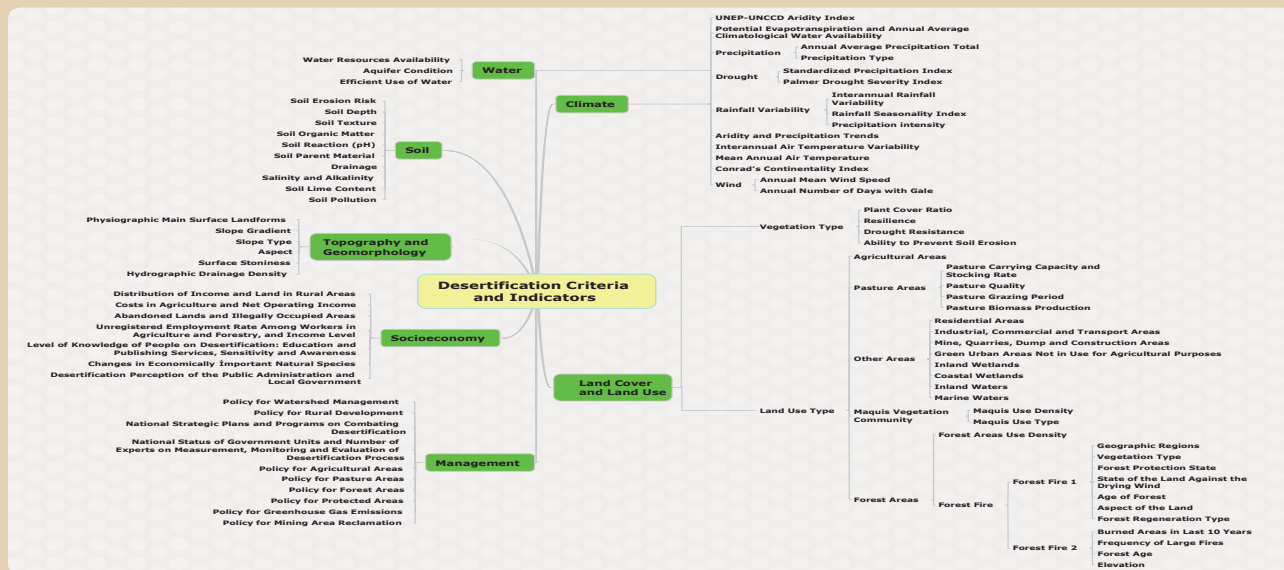 Desertification Criteria
and Indicators
Water
Water Resources Availability
Aquifer Condition
Efficient Use of Water
Soil
Soil Erosion Risk
Soil Depth
Soil Texture
Soil Organic Matter
Soil Reaction (pH)
Soil Parent Material
Drainage
Salinity and Alkalinity
Soil Lime Content
Soil Pollution
Topography and
Geomorphology
Physiographic Main Surface Landforms
Slope Gradient
Slope Type
Aspect
Surface Stoniness
Hydrographic Drainage Density
Socioeconomy
Distribution of Income and Land in Rural Areas
Costs in Agriculture and Net Operating Income
Abandoned Lands and Illegally Occupied Areas
Unregistered Employment Rate Among Workers in
Agriculture and Forestry, and Income Level
Level of Knowledge of People on Desertification: Education and
Publishing Services, Sensitivity and Awareness
Changes in Economically İmportant Natural Species
Desertification Perception of the Public Administration and
Local Government
Management
Policy for Watershed Management
Policy for Rural Development
National Strategic Plans and Programs on Combating
Desertification
National Status of Government Units and Number of
Experts on Measurement, Monitoring and Evaluation of
Desertification Process
Policy for Agricultural Areas
Policy for Pasture Areas
Policy for Forest Areas
Policy for Protected Areas
Policy for Greenhouse Gas Emissions
Policy for Mining Area Reclamation
Climate
UNEP-UNCCD Aridity Index
Potential Evapotranspiration and Annual Average
Climatological Water Availability
Precipitation
Annual Average Precipitation Total
Precipitation Type
Drought
Standardized Precipitation Index
Palmer Drought Severity Index
Rainfall Variability
Interannual Rainfall
Variability
Rainfall Seasonality Index
Precipitation intensity
Aridity and Precipitation Trends
Interannual Air Temperature Variability
Mean Annual Air Temperature
Conrad's Continentality Index
Wind
Annual Mean Wind Speed
Annual Number of Days with Gale
Land Cover
and Land Use
Vegetation Type
Plant Cover Ratio
Resilience
Drought Resistance
Ability to Prevent Soil Erosion
Land Use Type
Agricultural Areas
Pasture Areas
Pasture Carrying Capacity and
Stocking Rate
Pasture Quality
Pasture Grazing Period
Pasture Biomass Production
Other Areas
Residential Areas
Industrial, Commercial and Transport Areas
Mine, Quarries, Dump and Construction Areas
Green Urban Areas Not in Use for Agricultural Purposes
Inland Wetlands
Coastal Wetlands
Inland Waters
Marine Waters
Maquis Vegetation
Community
Maquis Use Density
Maquis Use Type
Forest Areas
Forest Areas Use Density
Forest Fire
Forest Fire 1
Geographic Regions
Vegetation Type
Forest Protection State
State of the Land Against the
Drying Wind
Age of Forest
Aspect of the Land
Forest Regeneration Type
Forest Fire 2
Burned Areas in Last 10 Years
Frequency of Large Fires
Forest Age
Elevation